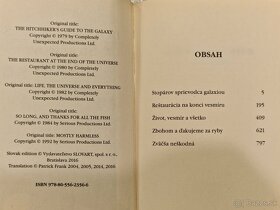 Original title:
THE HITCHHIKER'S GUIDE TO THE GALAXY
Copyright © 1979 by Completely
Unexpected Productions Ltd.
Original title:
THE RESTAURANT AT THE END OF THE UNIVERSE
Copyright © 1980 by Completely
Unexpected Productions Ltd.
Original title: LIFE, THE UNIVERSE AND EVERYTHING
Copyright © 1982 by Completely
Unexpected Productions Ltd.
Original title:
SO LONG, AND THANKS FOR ALL THE FISH
Copyright © 1984 by Serious Productions Ltd.
Original title: MOSTLY HARMLESS
Copyright © 1992 by Serious Productions Ltd.
Slovak edition © Vydavateľstvo SLOVART, spol. s r. o.,
Bratislava 2016
Translation © Patrick Frank 2004, 2005, 2014, 2016
ISBN 978-80-556-2356-6
OBSAH
Stopárov sprievodca galaxiou 5
Reštaurácia na konci vesmíru 195
Život, vesmír a všetko 409
Zbohom a ďakujeme za ryby 621
Zväčša neškodná 797